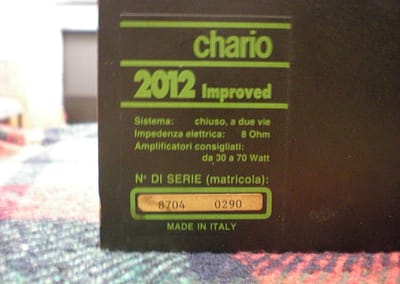 chario
2012 Improved
Sistema: chiuso, a due vie
Impedenza elettrica: 8 Ohm
Amplificatori consigliati:
da 30 a 70 Watt
N° DI SERIE (matricola):
8704 0290
MADE IN ITALY